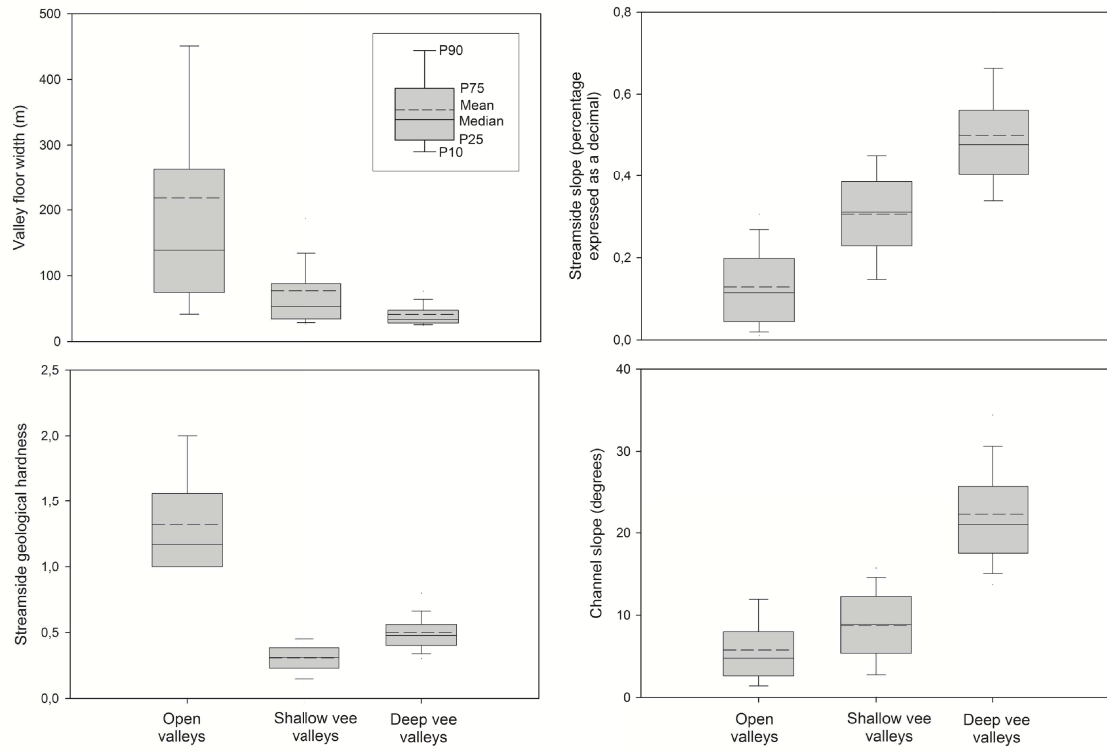 500
400
300
200
100
0
Valley floor width (m)
P90
P75
Mean
Median
P25
P10
0,8
0,6
0,4
0,2
0,0
Streamside slope (percentage
expressed as a decimal)
2,5
2,0
1,5
1,0
0,5
0,0
Streamside geological hardness
Open
valleys
Shallow vee
valleys
Deep vee
valleys
40
30
20
10
0
Channel slope (degrees)
Open
valleys
Shallow vee
valleys
Deep vee
valleys